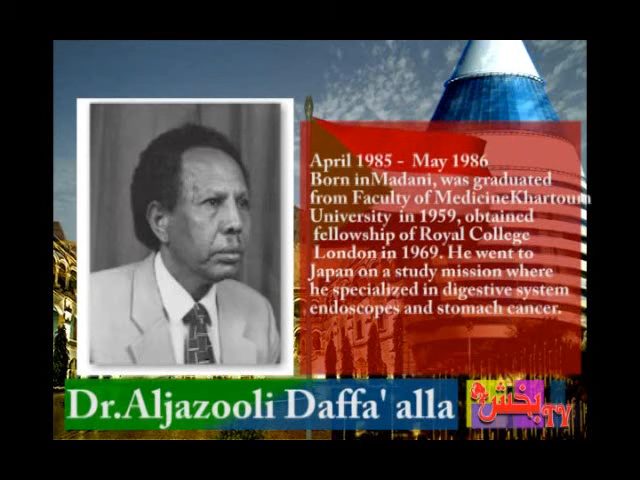 April 1985 - May 1986
Born inMadani, was graduated
from Faculty of MedicineKhartoum
University in 1959, obtained
fellowship of Royal College
London in 1969. He went to
Japan on a study mission where
he specialized in digestive system
endoscopes and stomach cancer.
Dr.Aljazooli Daffa' alla
بخش TV